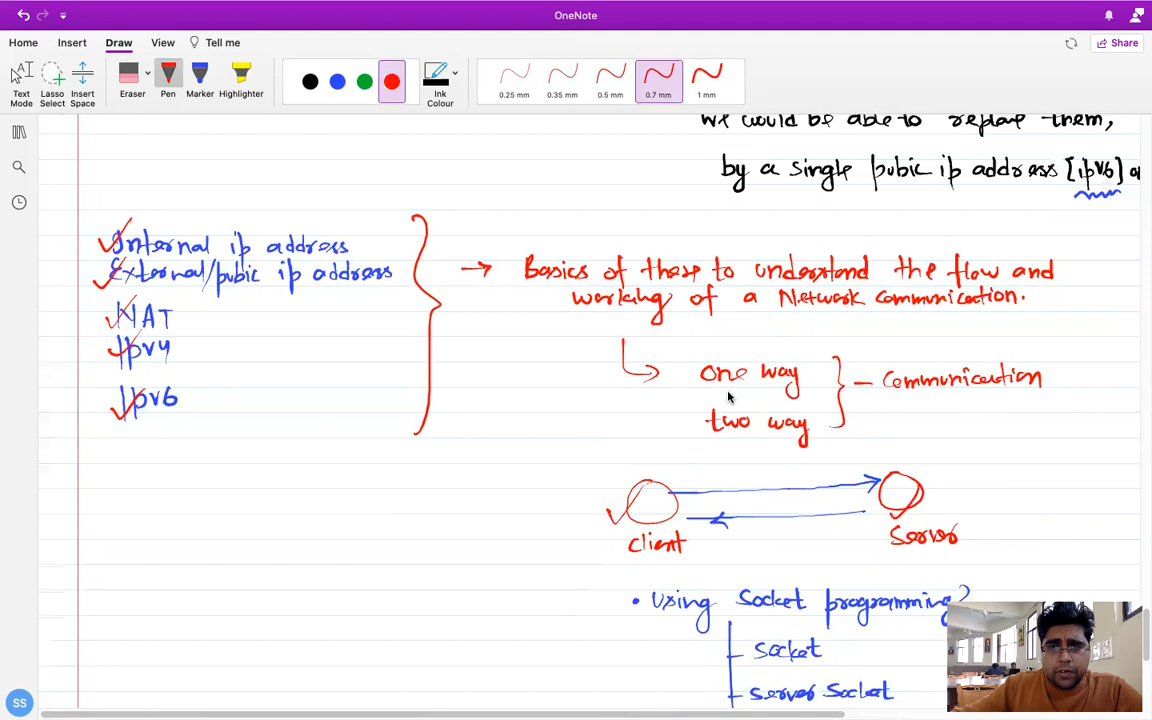 OneNote
Home Insert Draw View Tell me
Share
Text Mode
Lasso Select
Insert Space
Eraser
Pen
Marker
Highlighter
Ink Colour
0.25 mm
0.35 mm
0.5 mm
0.7 mm
1 mm
we would be able to replace them,
by a single pubic ip address [ipv6]
Internal ip address
External/pubic ip address
NAT
Ipv4
Ipv6
→ Basics of these to understand the flow and
working of a Network communication.
one way
two way
- Communication
client
Server
• Using Socket programming?
- Socket
- server Socket
SS